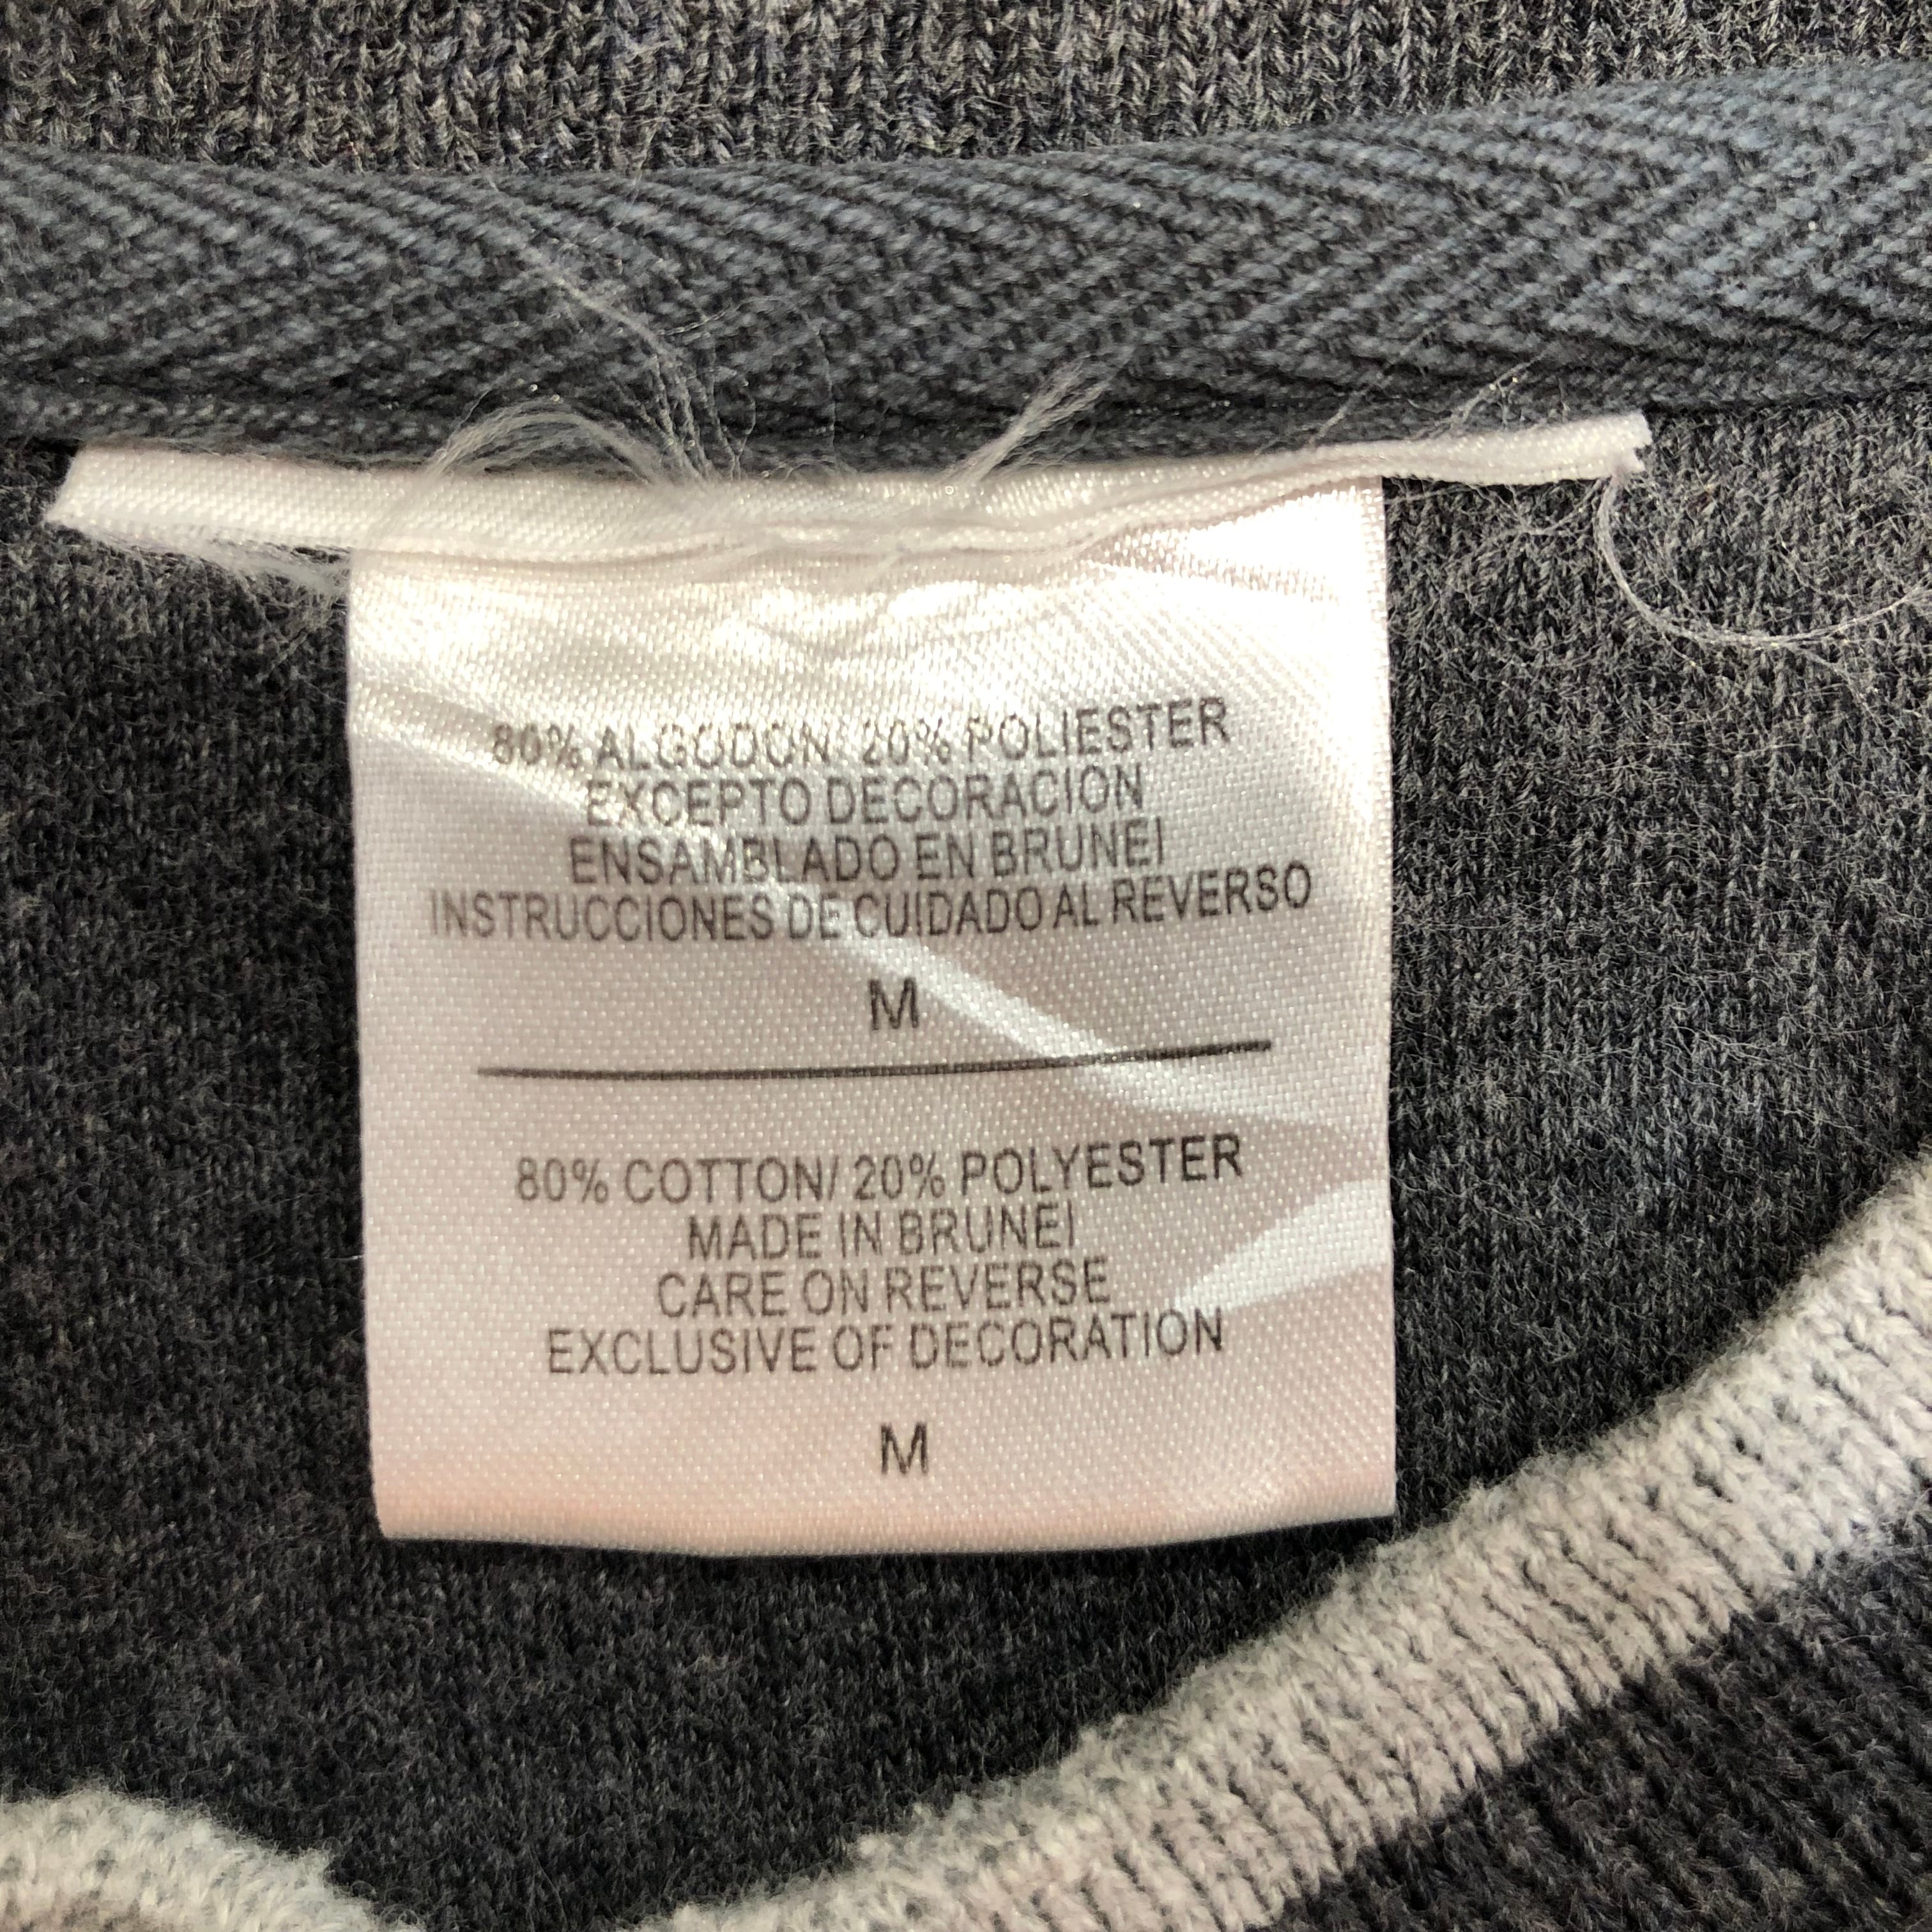 80% ALGODON/ 20% POLIESTER
EXCEPTO DECORACION
ENSAMBLADO EN BRUNEI
INSTRUCCIONES DE CUIDADO AL REVERSO
M
80% COTTON/ 20% POLYESTER
MADE IN BRUNEI
CARE ON REVERSE
EXCLUSIVE OF DECORATION
M